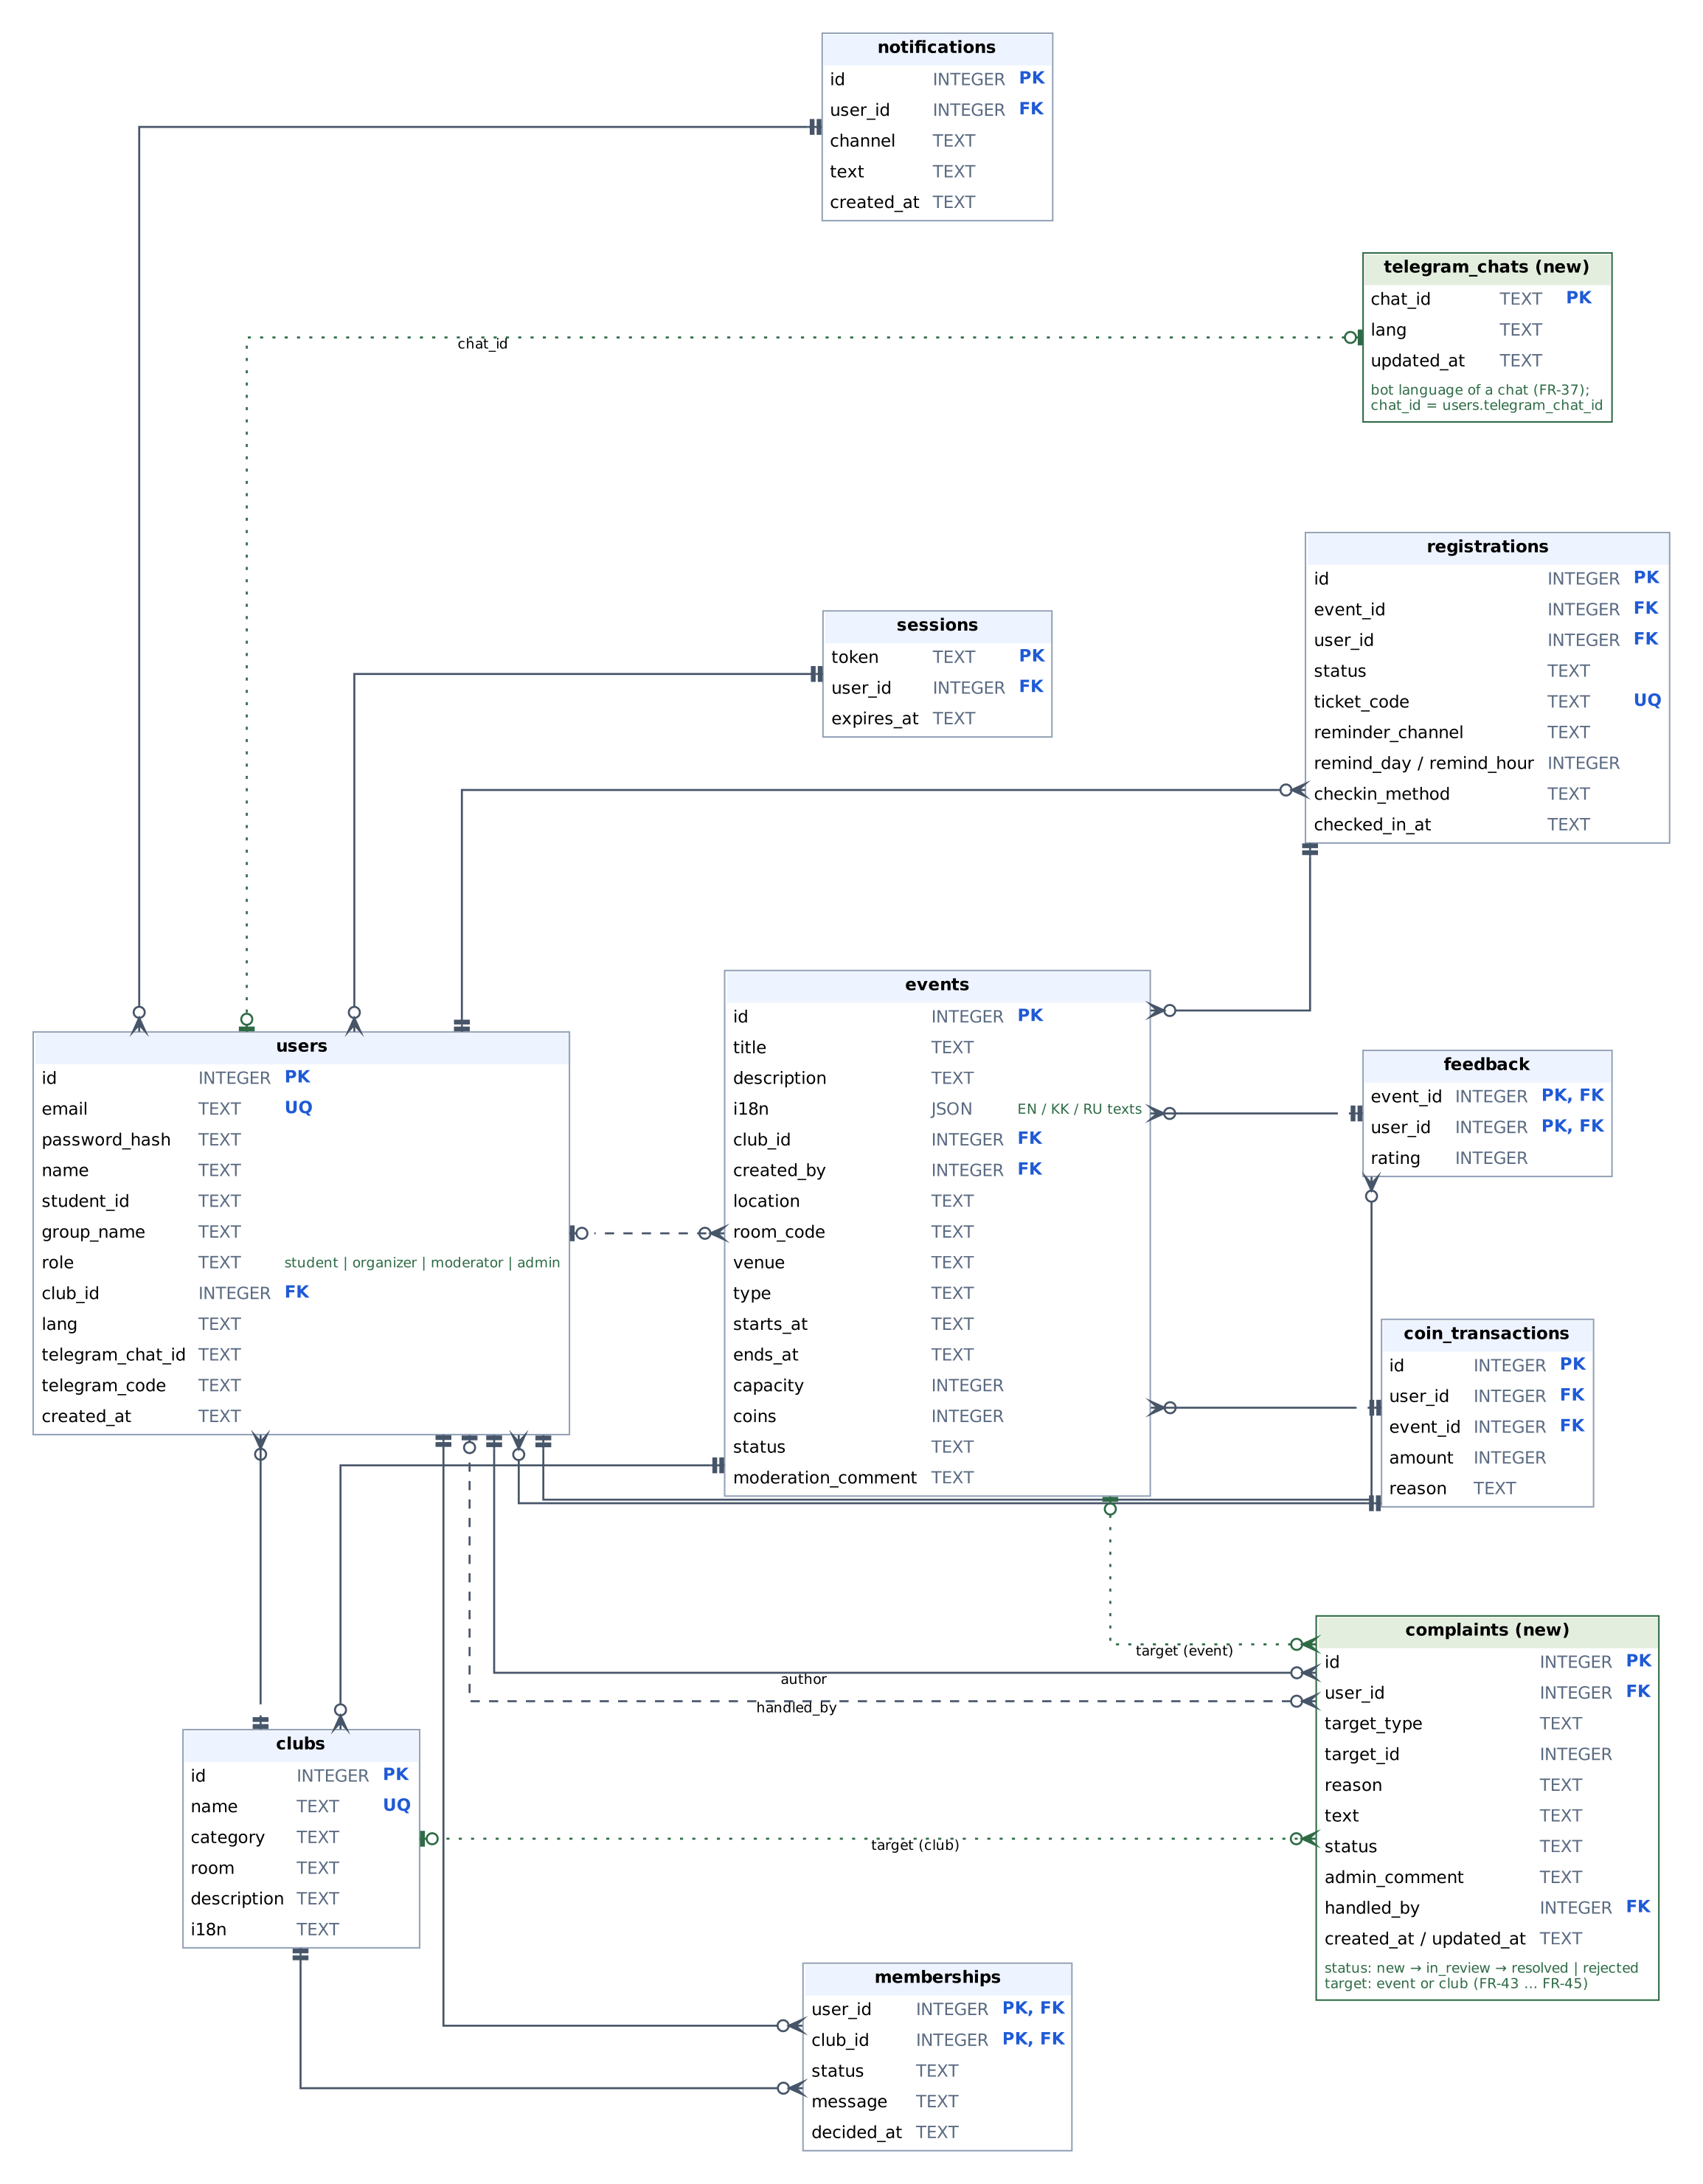 notifications
id INTEGER PK
user_id INTEGER FK
channel TEXT
text TEXT
created_at TEXT
telegram_chats (new)
chat_id TEXT PK
lang TEXT
updated_at TEXT
bot language of a chat (FR-37);
chat_id = users.telegram_chat_id
chat_id
registrations
id INTEGER PK
event_id INTEGER FK
user_id INTEGER FK
status TEXT
ticket_code TEXT UQ
reminder_channel TEXT
remind_day / remind_hour INTEGER
checkin_method TEXT
checked_in_at TEXT
sessions
token TEXT PK
user_id INTEGER FK
expires_at TEXT
events
id INTEGER PK
title TEXT
description TEXT
i18n JSON EN / KK / RU texts
club_id INTEGER FK
created_by INTEGER FK
location TEXT
room_code TEXT
venue TEXT
type TEXT
starts_at TEXT
ends_at TEXT
capacity INTEGER
coins INTEGER
status TEXT
moderation_comment TEXT
users
id INTEGER PK
email TEXT UQ
password_hash TEXT
name TEXT
student_id TEXT
group_name TEXT
role TEXT student | organizer | moderator | admin
club_id INTEGER FK
lang TEXT
telegram_chat_id TEXT
telegram_code TEXT
created_at TEXT
feedback
event_id INTEGER PK, FK
user_id INTEGER PK, FK
rating INTEGER
coin_transactions
id INTEGER PK
user_id INTEGER FK
event_id INTEGER FK
amount INTEGER
reason TEXT
target (event)
author
handled_by
complaints (new)
id INTEGER PK
user_id INTEGER FK
target_type TEXT
target_id INTEGER
reason TEXT
text TEXT
status TEXT
admin_comment TEXT
handled_by INTEGER FK
created_at / updated_at TEXT
status: new → in_review → resolved | rejected
target: event or club (FR-43 ... FR-45)
clubs
id INTEGER PK
name TEXT UQ
category TEXT
room TEXT
description TEXT
i18n TEXT
target (club)
memberships
user_id INTEGER PK, FK
club_id INTEGER PK, FK
status TEXT
message TEXT
decided_at TEXT